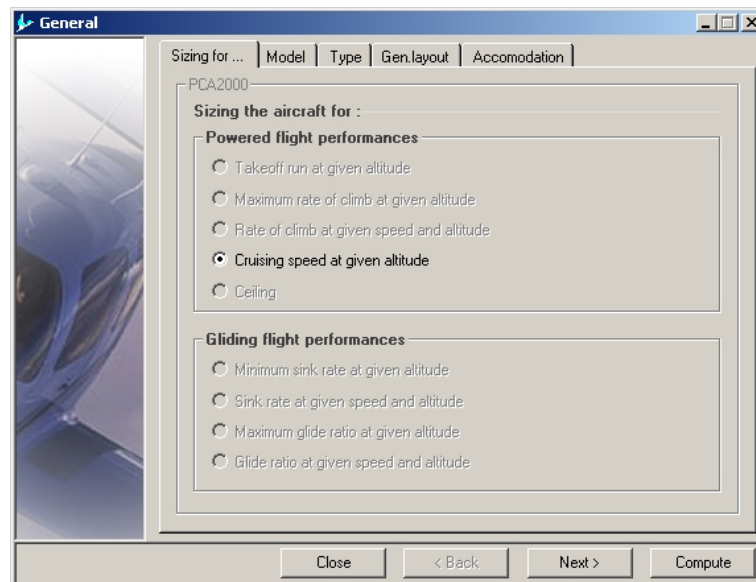 General
Sizing for ... Model Type Gen.layout Accomodation
PCA2000
Sizing the aircraft for :
Powered flight performances
Takeoff run at given altitude
Maximum rate of climb at given altitude
Rate of climb at given speed and altitude
Cruising speed at given altitude
Ceiling
Gliding flight performances
Minimum sink rate at given altitude
Sink rate at given speed and altitude
Maximum glide ratio at given altitude
Glide ratio at given speed and altitude
Close < Back Next > Compute